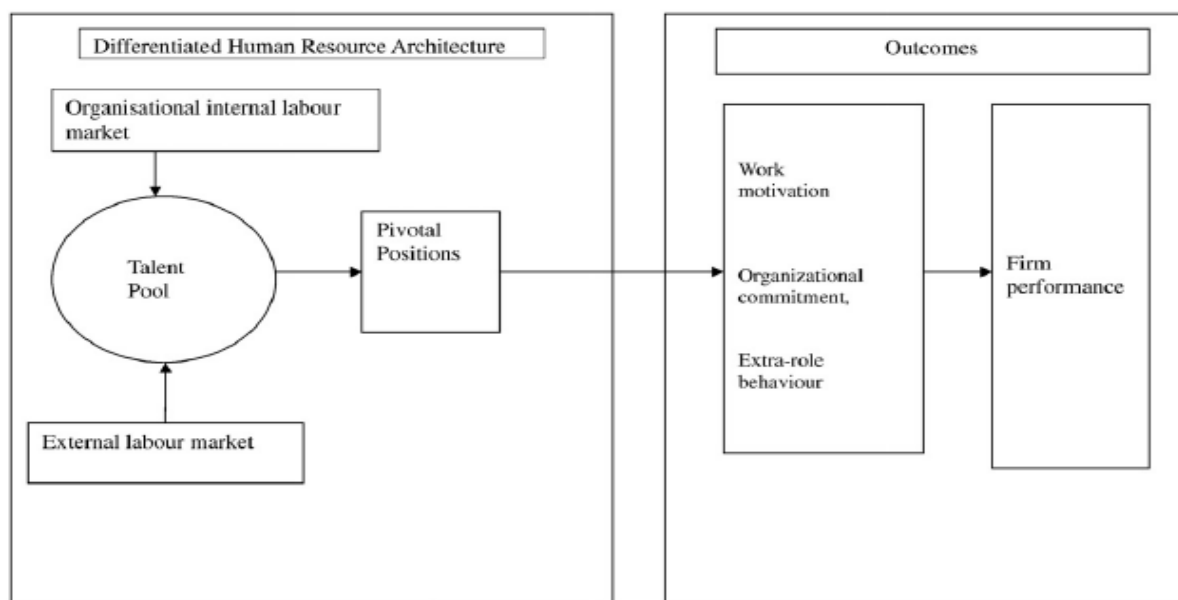 Differentiated Human Resource Architecture
Organisational internal labour
market
Talent
Pool
Pivotal
Positions
External labour market
Outcomes
Work
motivation
Organizational
commitment,
Extra-role
behaviour
Firm
performance